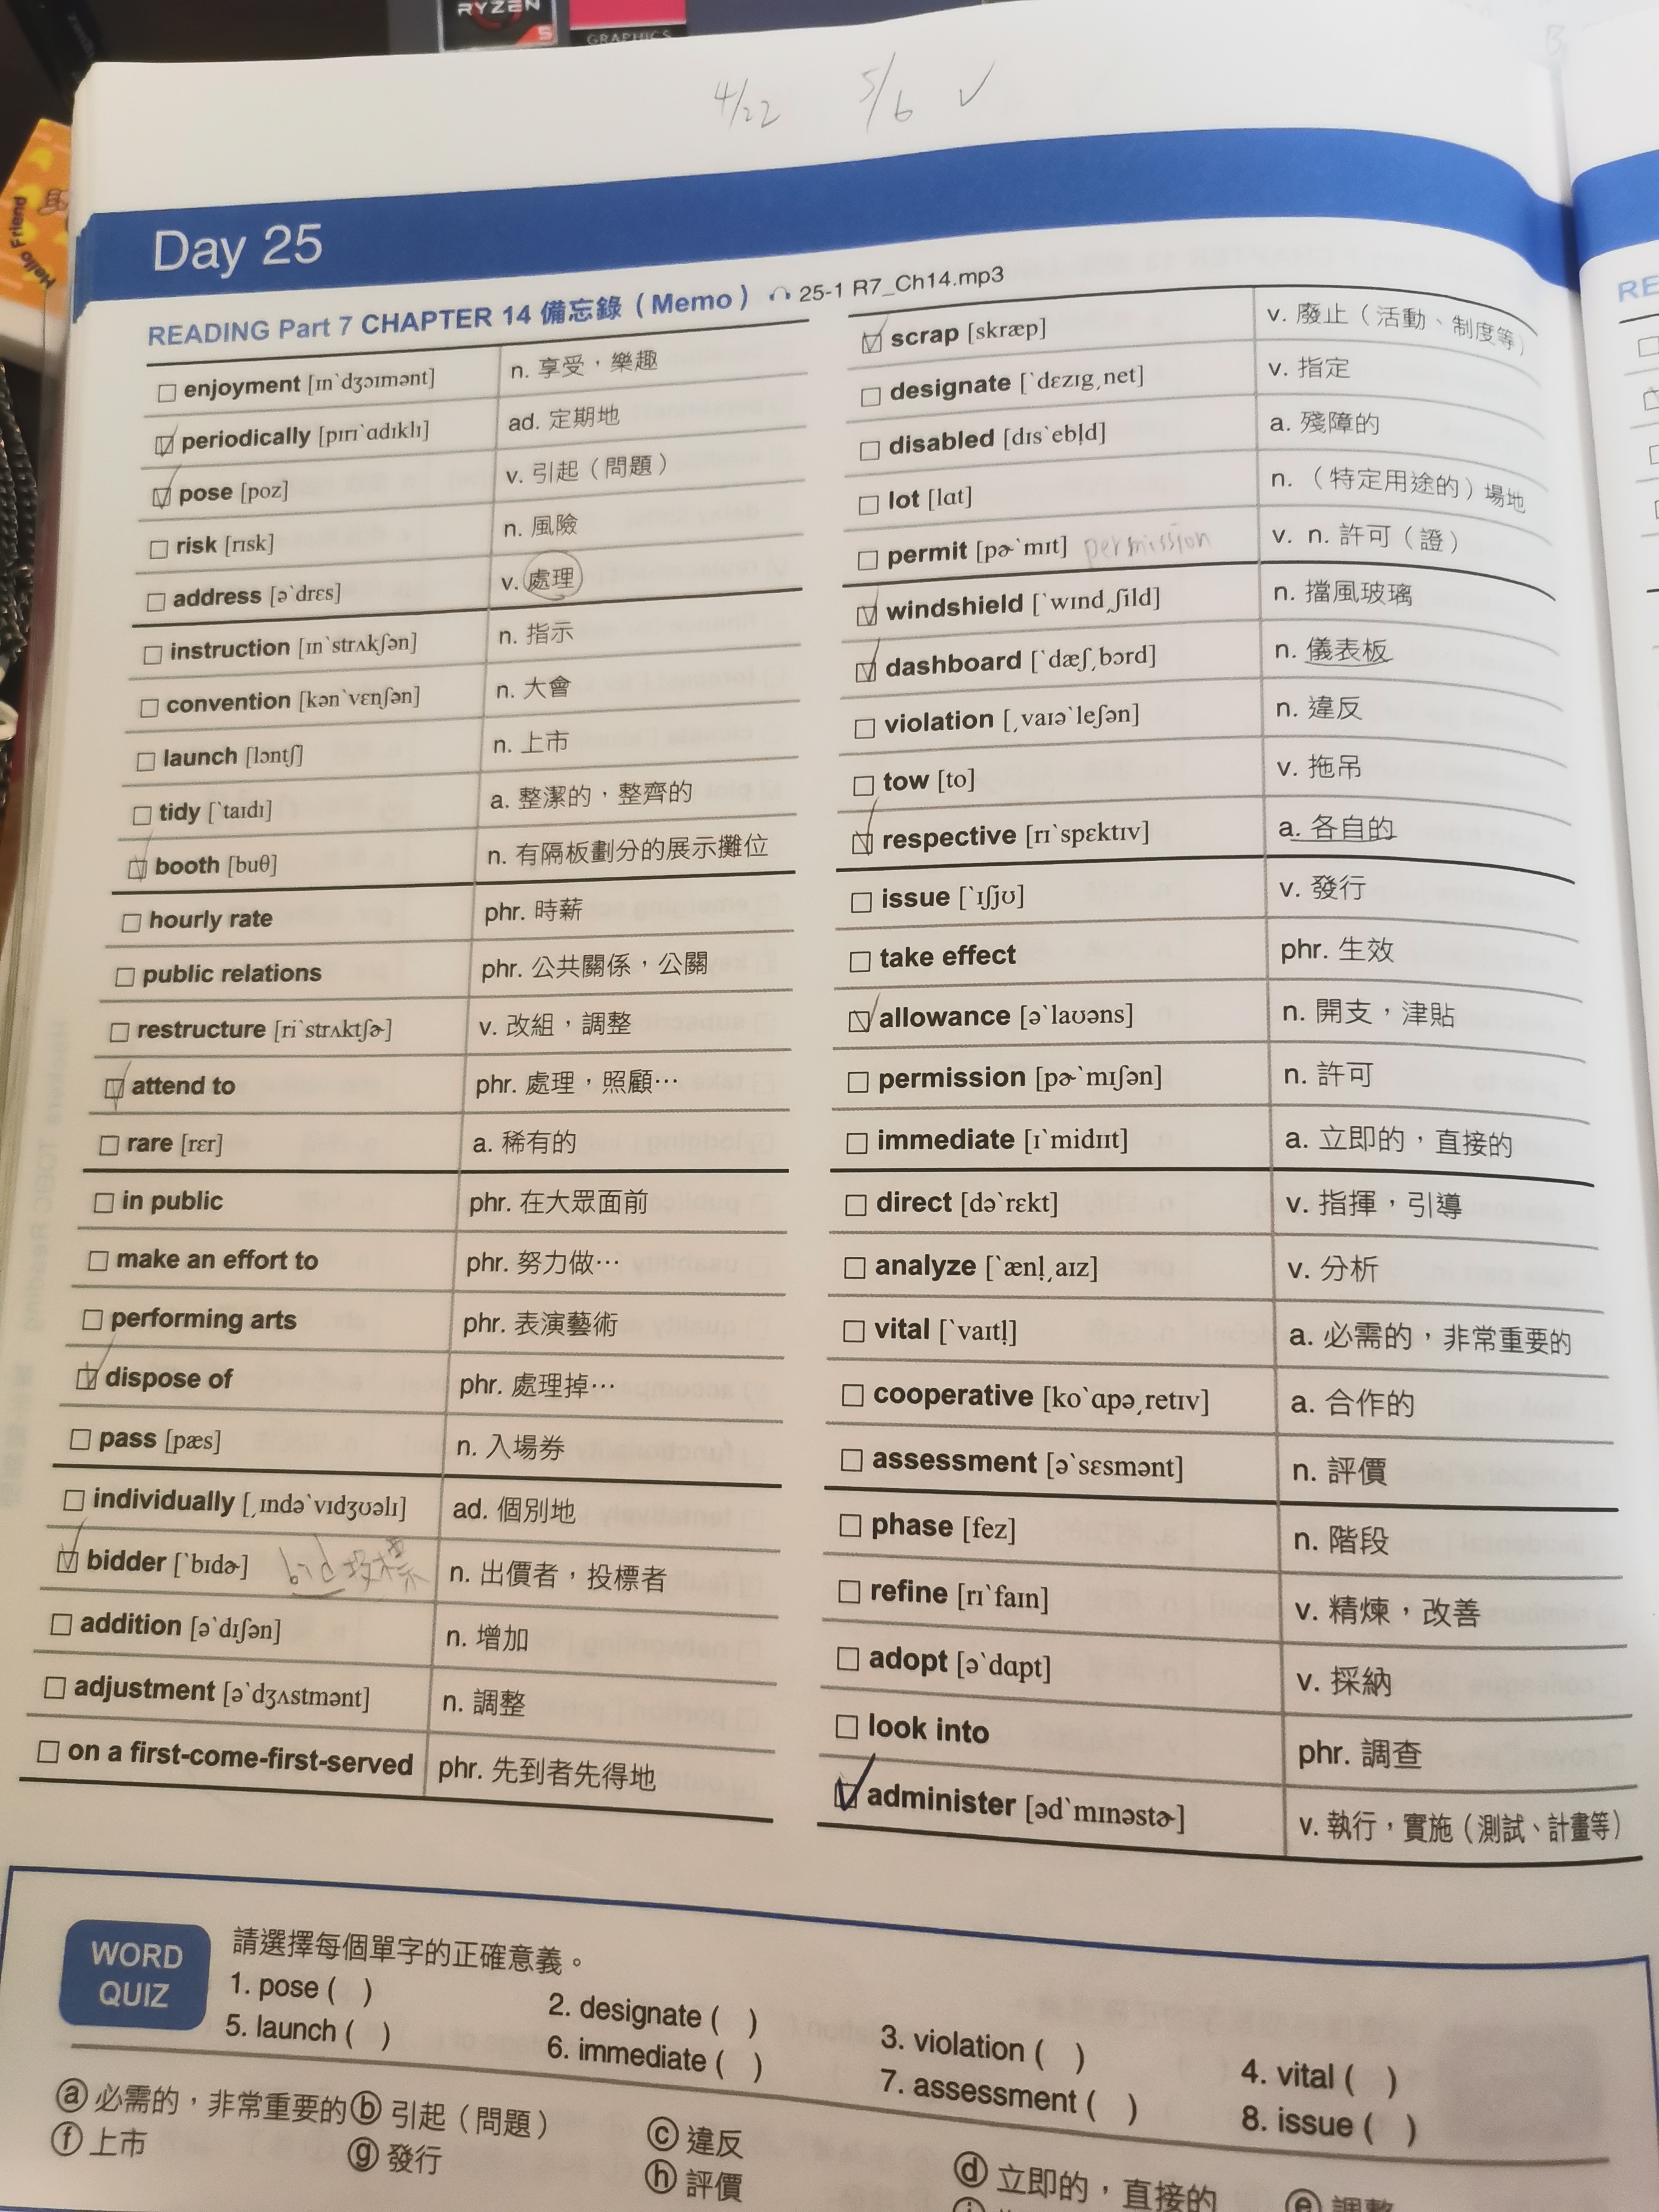 RYZEN
5
GRAPHICS
Hello Friend
4/22 5/6 ✓
Day 25
READING Part 7 CHAPTER 14 備忘錄（Memo） 25-1 R7_Ch14.mp3
enjoyment [ɪn`dʒɔɪmənt] n. 享受，樂趣
periodically [pɪrɪ`ɑdɪklɪ] ad. 定期地
pose [poz] v. 引起（問題）
risk [rɪsk] n. 風險
address [ə`drɛs] v. 處理
instruction [ɪn`strʌkʃən] n. 指示
convention [kən`vɛnʃən] n. 大會
launch [lɔntʃ] n. 上市
tidy [`taɪdɪ] a. 整潔的，整齊的
booth [buθ] n. 有隔板劃分的展示攤位
hourly rate phr. 時薪
public relations phr. 公共關係，公關
restructure [ri`strʌktʃɚ] v. 改組，調整
attend to phr. 處理，照顧…
rare [rɛr] a. 稀有的
in public phr. 在大眾面前
make an effort to phr. 努力做…
performing arts phr. 表演藝術
dispose of phr. 處理掉…
pass [pæs] n. 入場券
individually [ˌɪndə`vɪdʒʊəlɪ] ad. 個別地
bidder [`bɪdɚ] bid投標 n. 出價者，投標者
addition [ə`dɪʃən] n. 增加
adjustment [ə`dʒʌstmənt] n. 調整
on a first-come-first-served phr. 先到者先得地
scrap [skræp] v. 廢止（活動、制度等）
designate [`dɛzɪgˌnet] v. 指定
disabled [dɪs`ebḷd] a. 殘障的
lot [lɑt] n.（特定用途的）場地
permit [pɚ`mɪt] permission v. n. 許可（證）
windshield [`wɪndˌʃild] n. 擋風玻璃
dashboard [`dæʃˌbɔrd] n. 儀表板
violation [ˌvaɪə`leʃən] n. 違反
tow [to] v. 拖吊
respective [rɪ`spɛktɪv] a. 各自的
issue [`ɪʃjʊ] v. 發行
take effect phr. 生效
allowance [ə`laʊəns] n. 開支，津貼
permission [pɚ`mɪʃən] n. 許可
immediate [ɪ`midɪɪt] a. 立即的，直接的
direct [də`rɛkt] v. 指揮，引導
analyze [`ænḷˌaɪz] v. 分析
vital [`vaɪtḷ] a. 必需的，非常重要的
cooperative [ko`ɑpəˌretɪv] a. 合作的
assessment [ə`sɛsmənt] n. 評價
phase [fez] n. 階段
refine [rɪ`faɪn] v. 精煉，改善
adopt [ə`dɑpt] v. 採納
look into phr. 調查
administer [əd`mɪnəstɚ] v. 執行，實施（測試、計畫等）
WORD QUIZ
請選擇每個單字的正確意義。
1. pose ( ) 2. designate ( ) 3. violation ( ) 4. vital ( )
5. launch ( ) 6. immediate ( ) 7. assessment ( ) 8. issue ( )
ⓐ 必需的，非常重要的 ⓑ 引起（問題） ⓒ 違反 ⓓ 立即的，直接的 ⓔ 調整
ⓕ 上市 ⓖ 發行 ⓗ 評價
RE